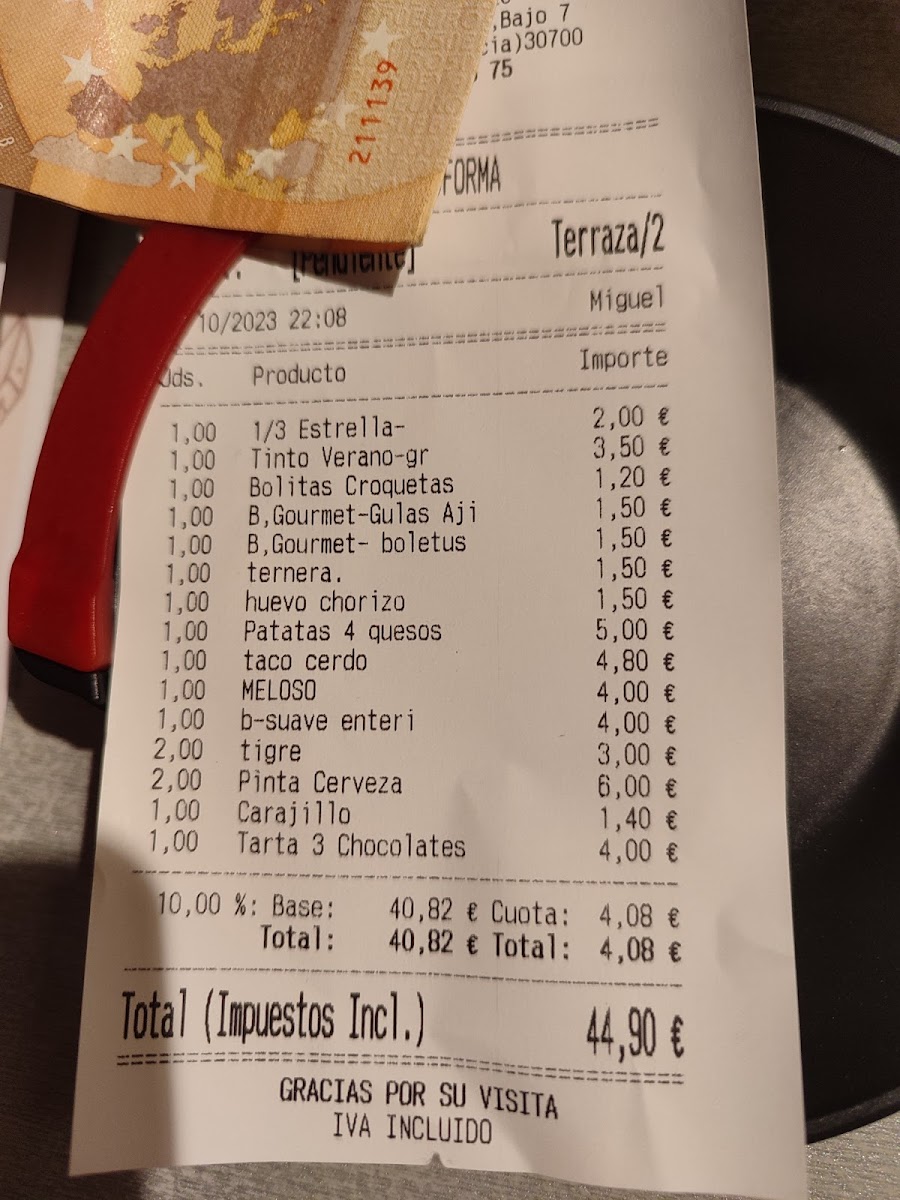 211139
,Bajo 7
cia)30700
75
FORMA
[Pendiente] Terraza/2
10/2023 22:08 Miguel
Uds. Producto Importe
1,00 1/3 Estrella- 2,00 €
1,00 Tinto Verano-gr 3,50 €
1,00 Bolitas Croquetas 1,20 €
1,00 B,Gourmet-Gulas Aji 1,50 €
1,00 B,Gourmet- boletus 1,50 €
1,00 ternera. 1,50 €
1,00 huevo chorizo 1,50 €
1,00 Patatas 4 quesos 5,00 €
1,00 taco cerdo 4,80 €
1,00 MELOSO 4,00 €
1,00 b-suave enteri 4,00 €
2,00 tigre 3,00 €
2,00 Pinta Cerveza 6,00 €
1,00 Carajillo 1,40 €
1,00 Tarta 3 Chocolates 4,00 €
10,00 %: Base: 40,82 € Cuota: 4,08 €
Total: 40,82 € Total: 4,08 €
Total (Impuestos Incl.) 44,90 €
GRACIAS POR SU VISITA
IVA INCLUIDO